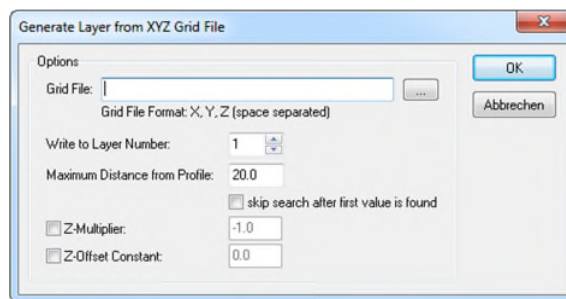 Generate Layer from XYZ Grid File
Options
Grid File:
...
OK
Grid File Format: X, Y, Z (space separated)
Abbrechen
Write to Layer Number: 1
Maximum Distance from Profile: 20.0
skip search after first value is found
Z-Multiplier: -1.0
Z-Offset Constant: 0.0